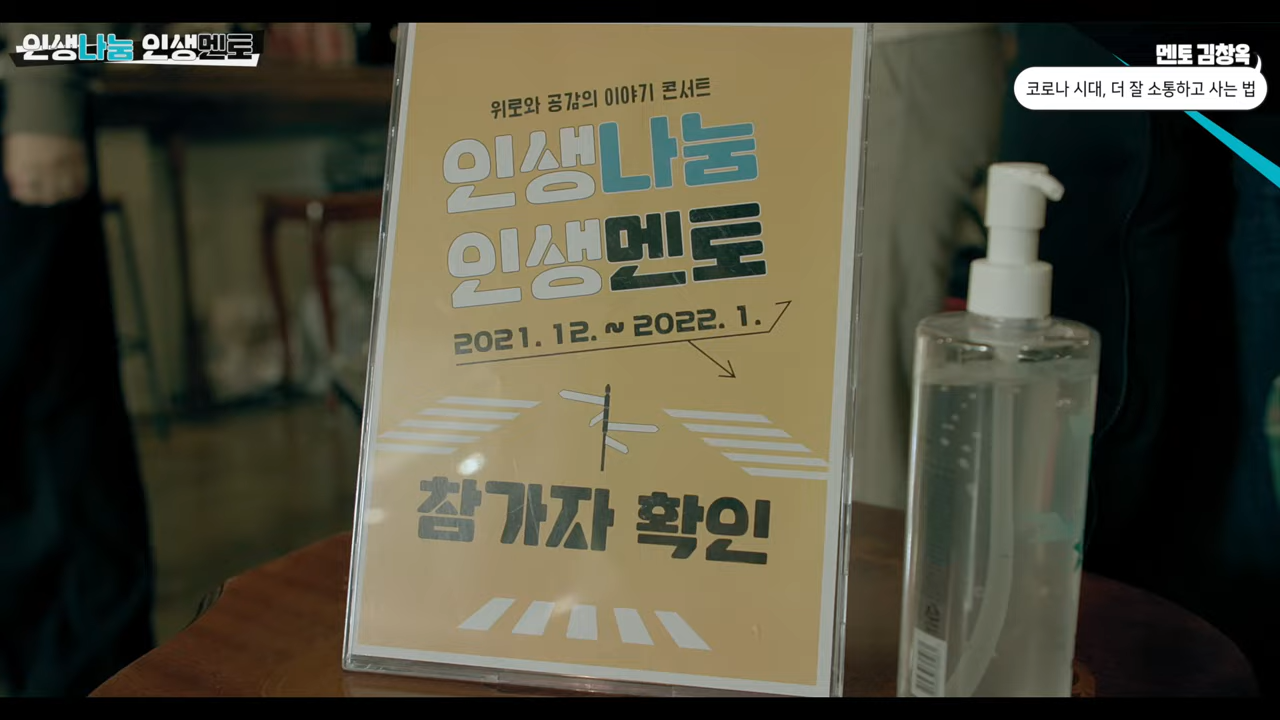 인생나눔 인생멘토
멘토 김창옥
코로나 시대, 더 잘 소통하고 사는 법
위로와 공감의 이야기 콘서트
인생나눔
인생멘토
2021. 12. ~ 2022. 1.
참가자 확인